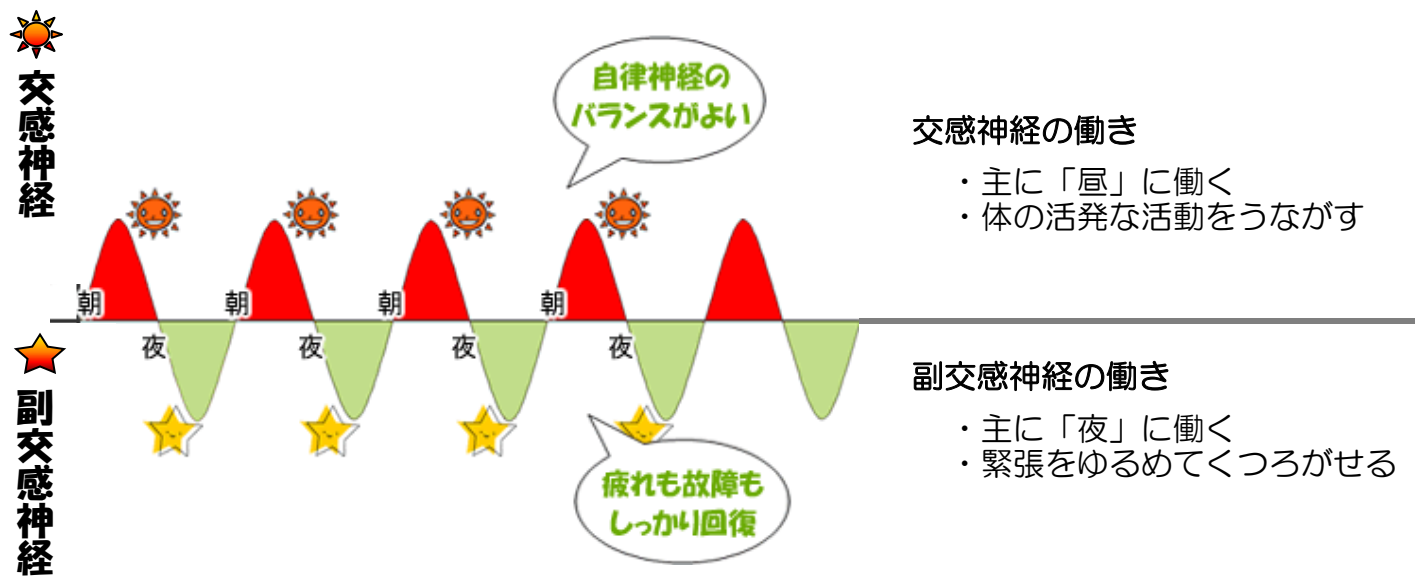 交感神経
自律神経の
バランスがよい
交感神経の働き
・主に「昼」に働く
・体の活発な活動をうながす
朝
朝
朝
朝
夜
夜
夜
夜
副交感神経
副交感神経の働き
・主に「夜」に働く
・緊張をゆるめてくつろがせる
疲れも故障も
しっかり回復